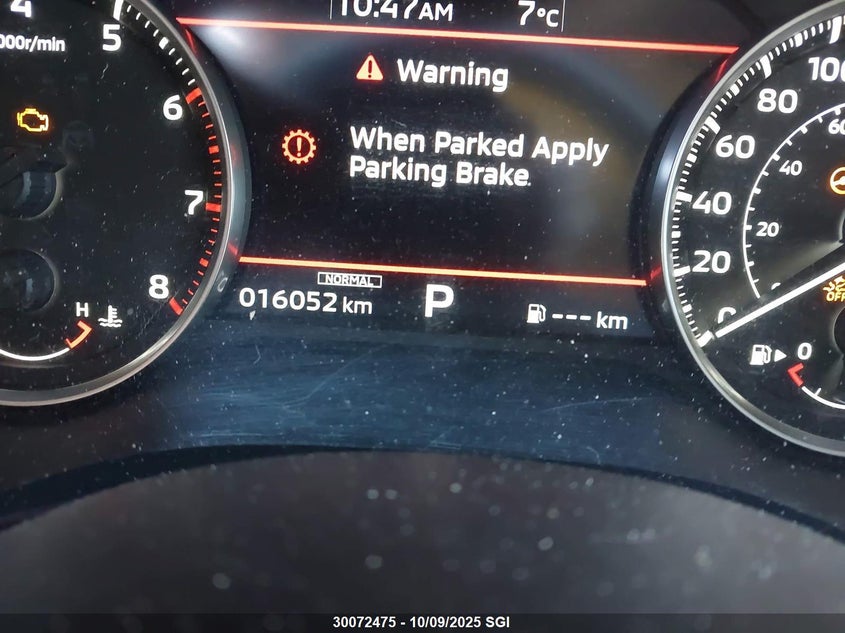 10:47AM 7°C
4
5
000r/min
6
7
8
H
Warning
When Parked Apply
Parking Brake.
NORMAL
016052 km
P
--- km
100
80
60
40
20
0
60
40
20
OFF
0
30072475 - 10/09/2025 SGI